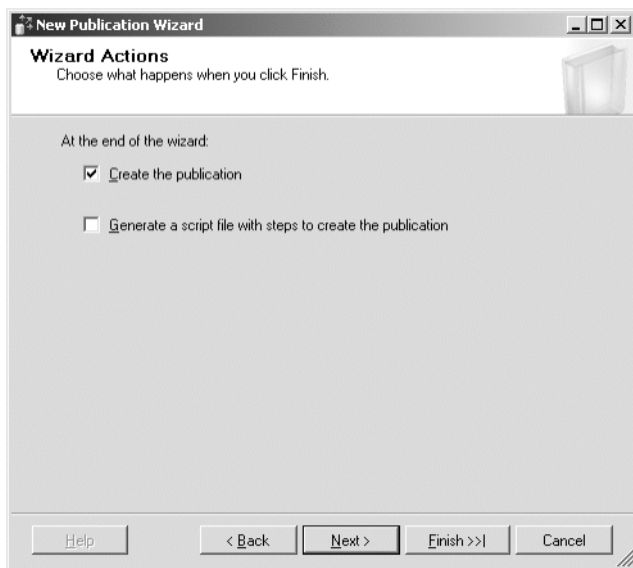 New Publication Wizard
Wizard Actions
Choose what happens when you click Finish.
At the end of the wizard:
Create the publication
Generate a script file with steps to create the publication
Help
< Back
Next >
Finish >>|
Cancel